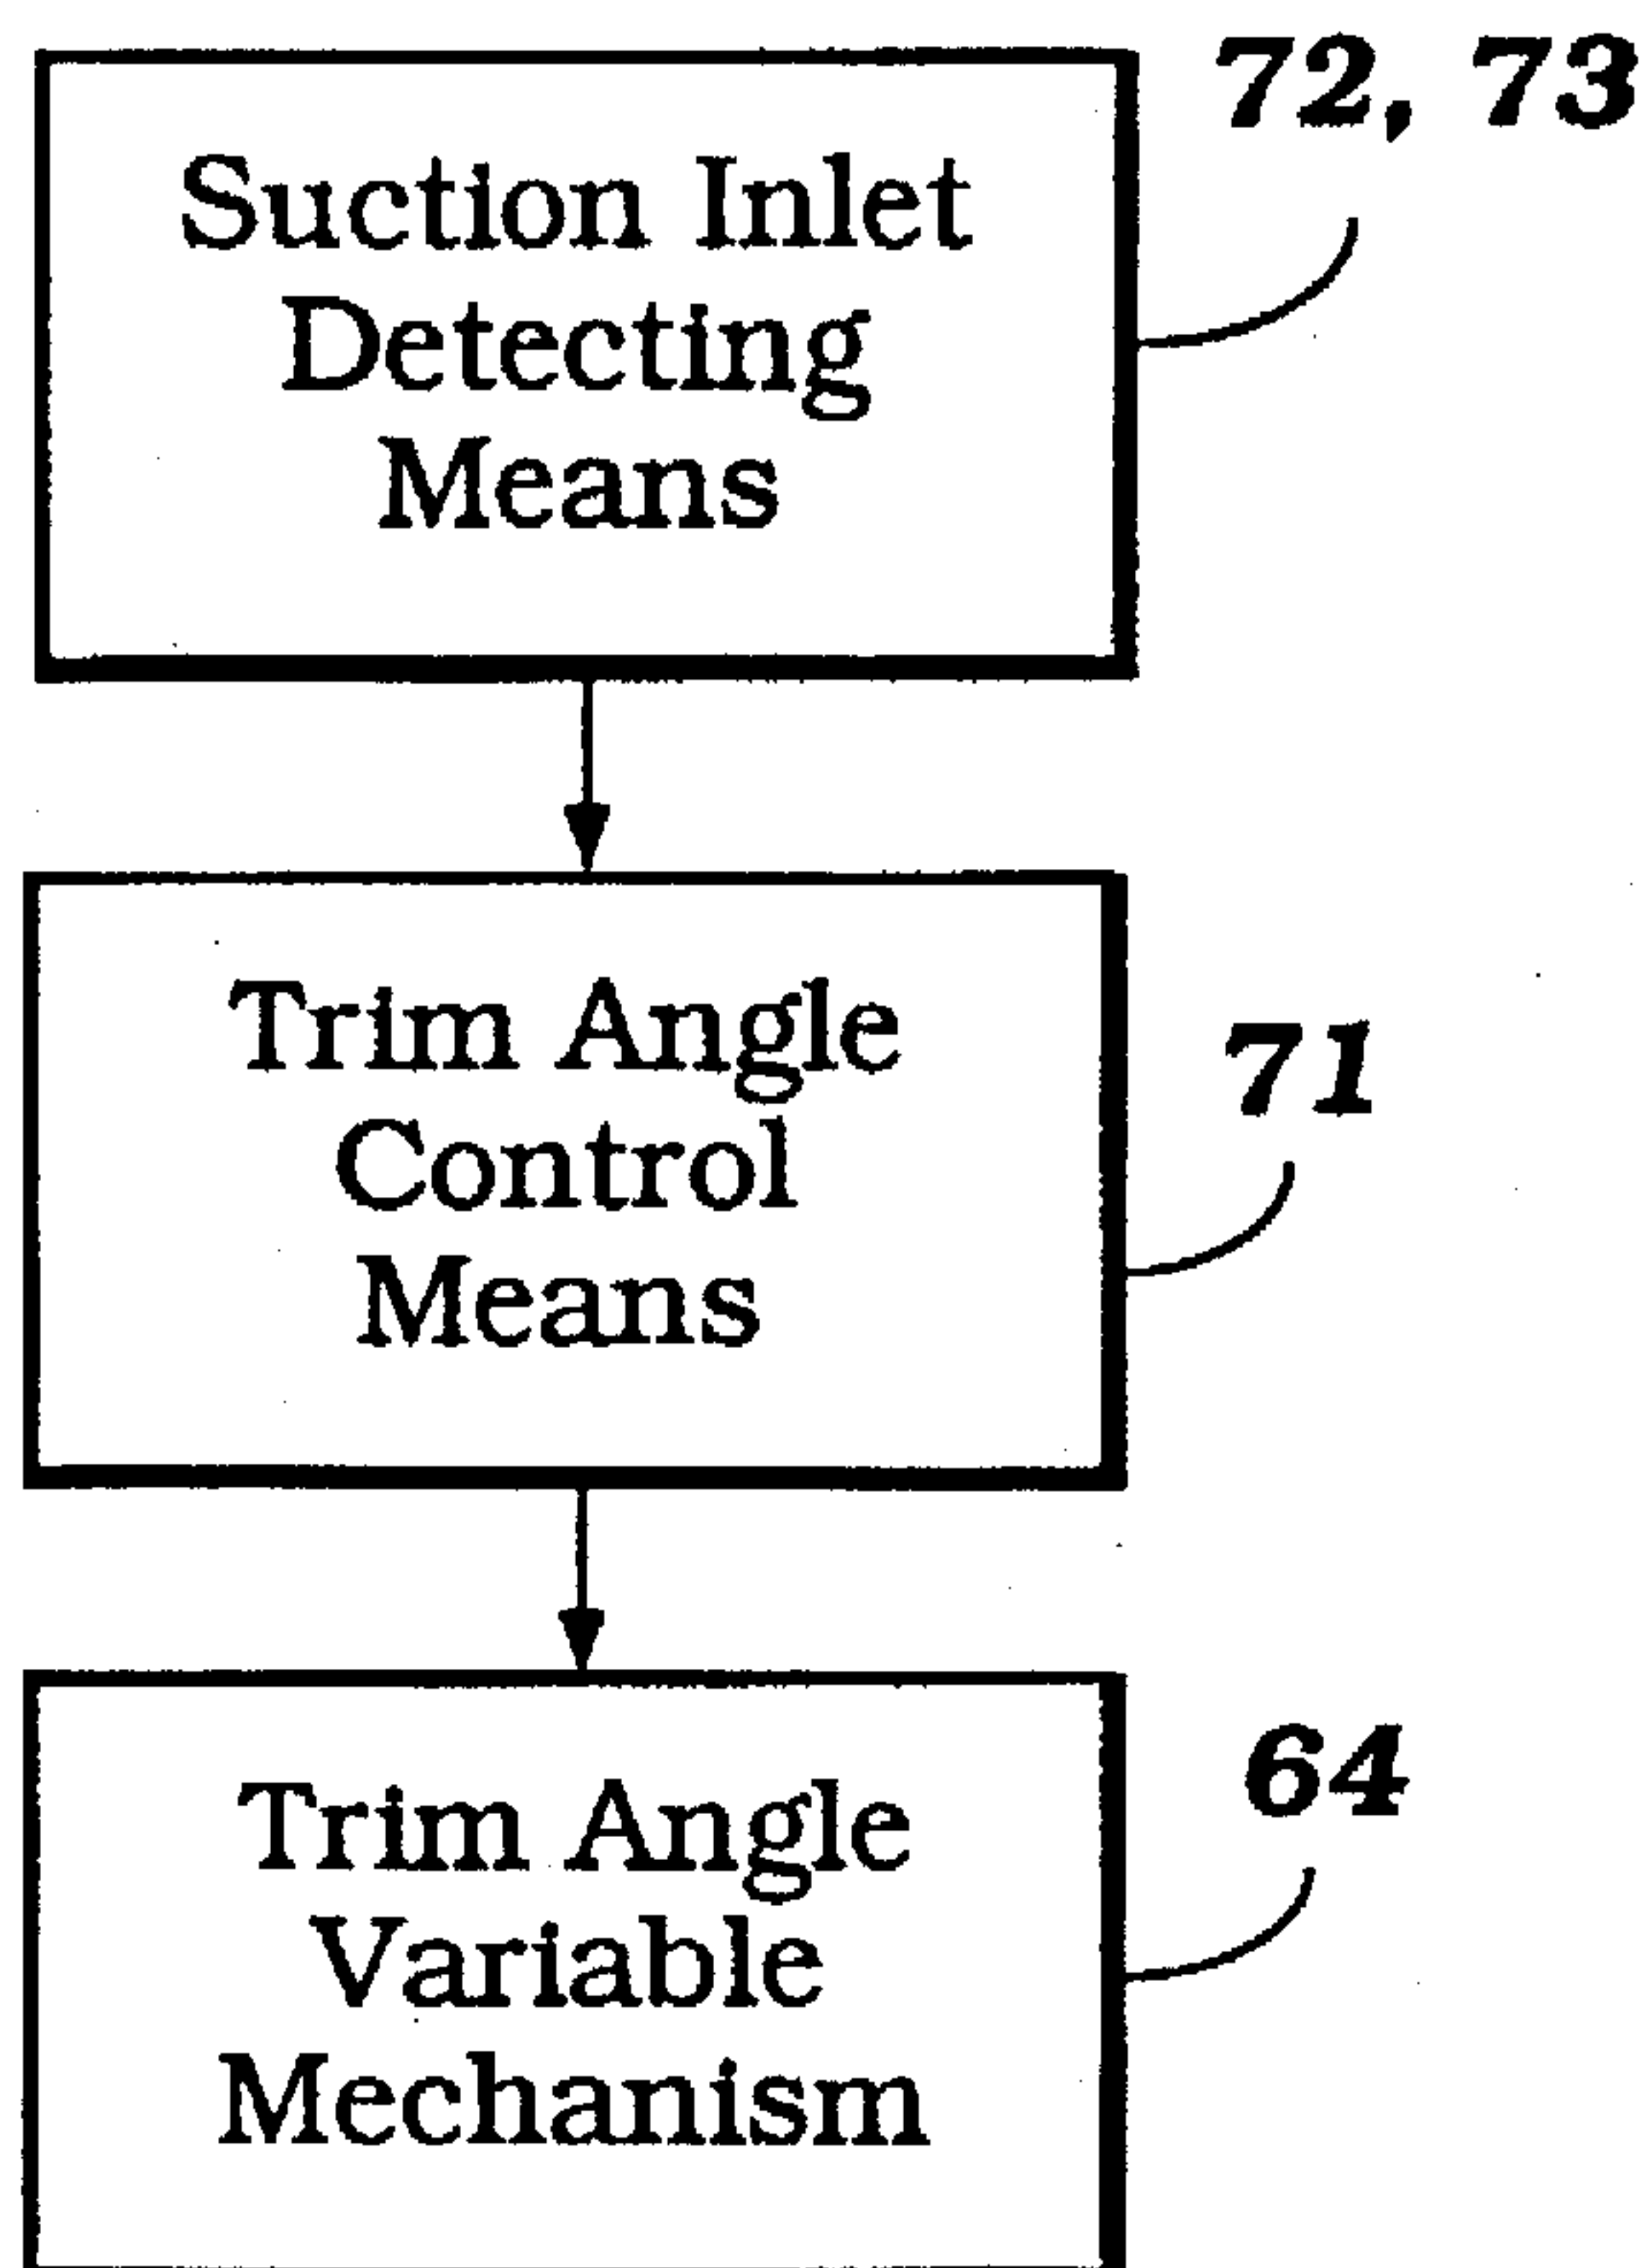 72, 73
Suction Inlet
Detecting
Means
Trim Angle
Control
Means
71
Trim Angle
Variable
Mechanism
64